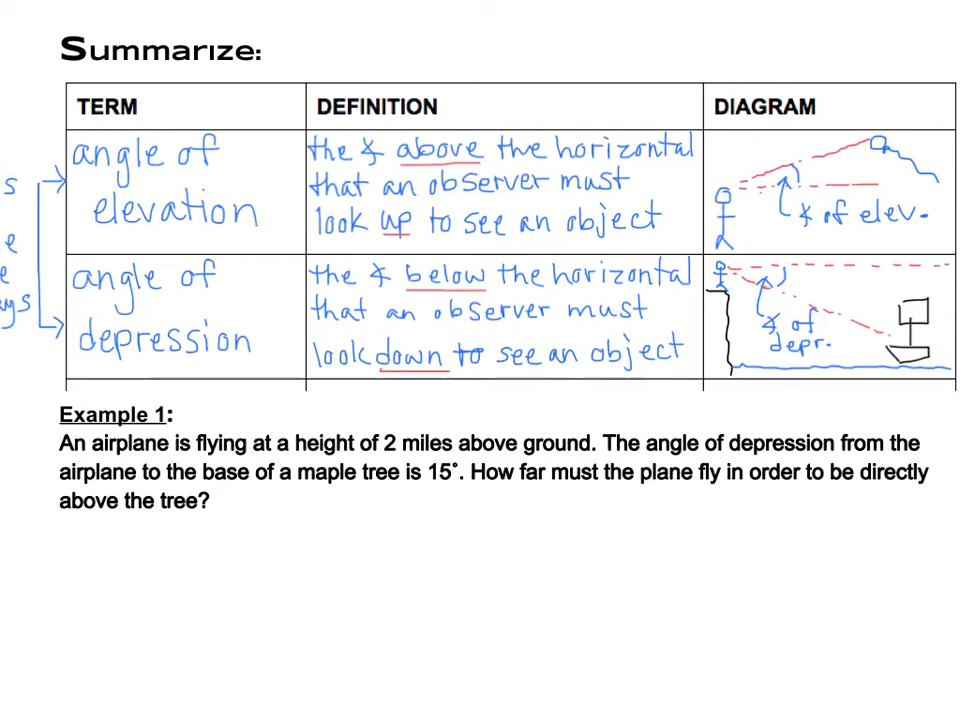 Summarize:
TERM DEFINITION DIAGRAM
angle of
elevation
the ∡ above the horizontal
that an observer must
look up to see an object
∡ of elev.
angle of
depression
the ∡ below the horizontal
that an observer must
look down to see an object
∡ of
depr.
s
e
e
ays
Example 1:
An airplane is flying at a height of 2 miles above ground. The angle of depression from the
airplane to the base of a maple tree is 15˚. How far must the plane fly in order to be directly
above the tree?